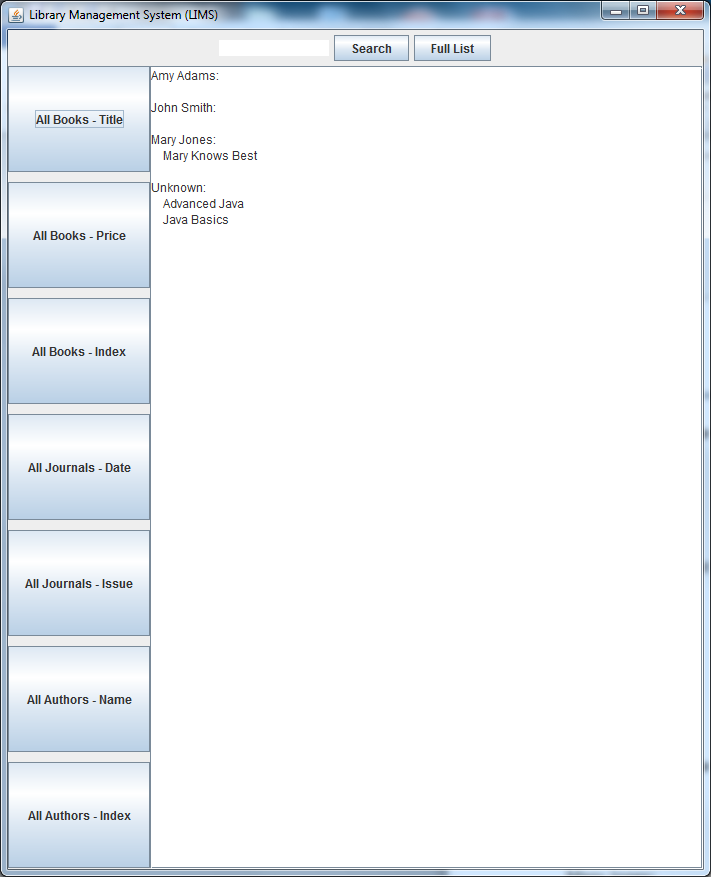 Library Management System (LIMS)
Search
Full List
All Books - Title
All Books - Price
All Books - Index
All Journals - Date
All Journals - Issue
All Authors - Name
All Authors - Index
Amy Adams:
John Smith:
Mary Jones:
Mary Knows Best
Unknown:
Advanced Java
Java Basics